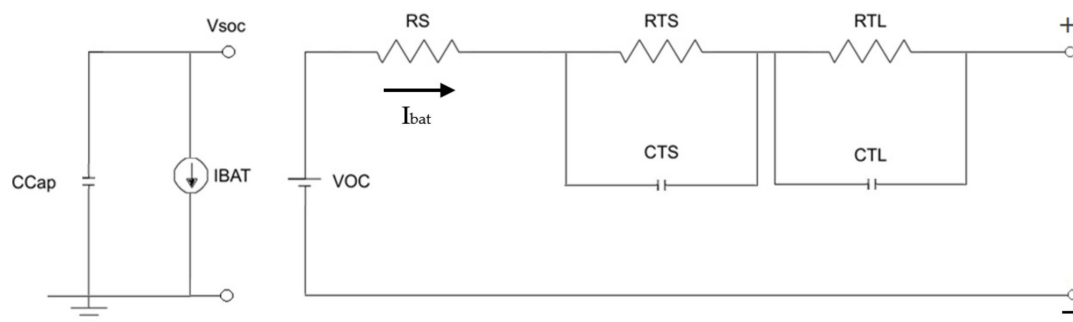 Vsoc
RS
RTS
RTL
+
Ibat
CCap
IBAT
VOC
CTS
CTL
-